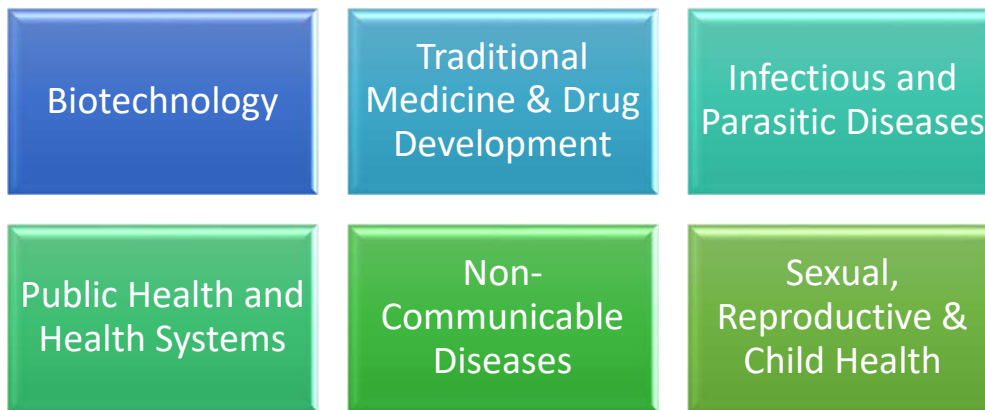 Biotechnology
Traditional
Medicine & Drug
Development
Infectious and
Parasitic Diseases
Public Health and
Health Systems
Non-
Communicable
Diseases
Sexual,
Reproductive &
Child Health